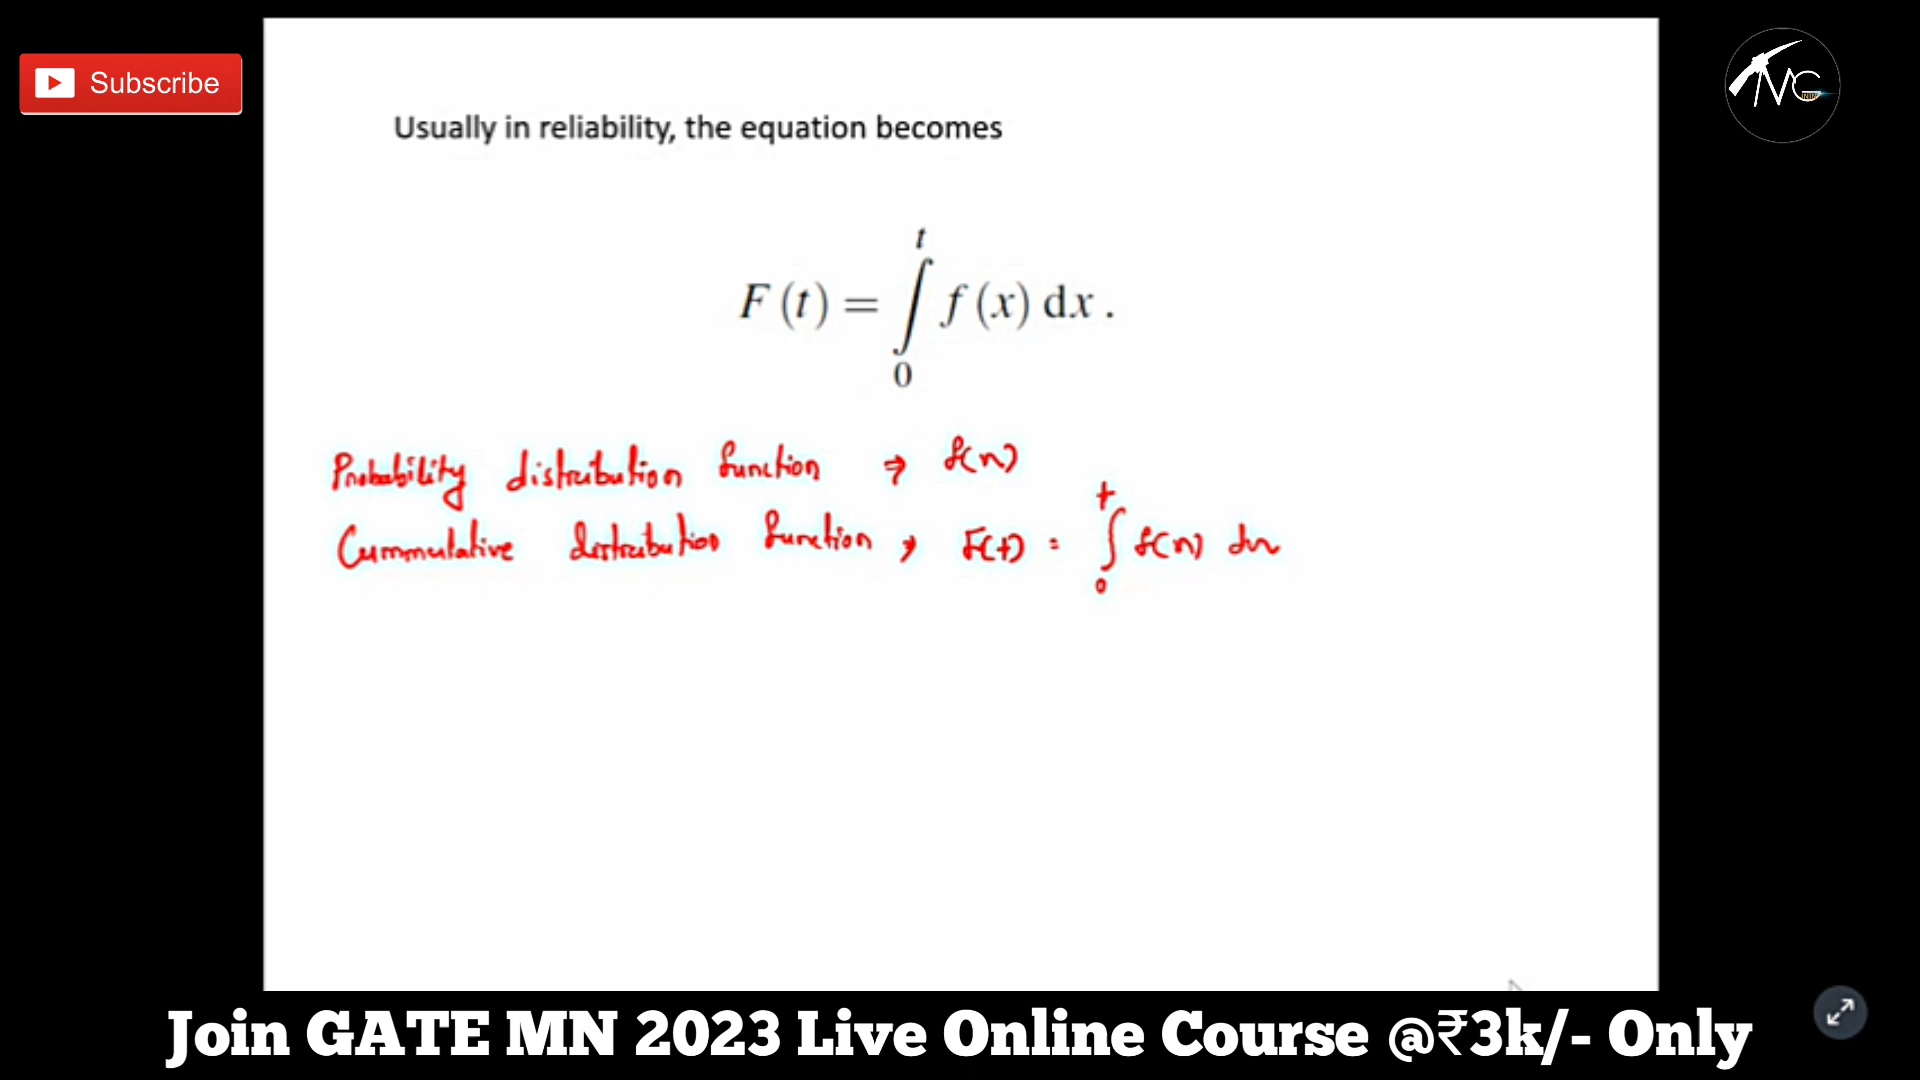 Subscribe
MG
Usually in reliability, the equation becomes
F(t) = ∫₀ᵗ f(x) dx .
Probability distribution function → f(x)
Cummulative distribution function → F(t) = ∫₀ᵗ f(x) dx
Join GATE MN 2023 Live Online Course @₹3k/- Only